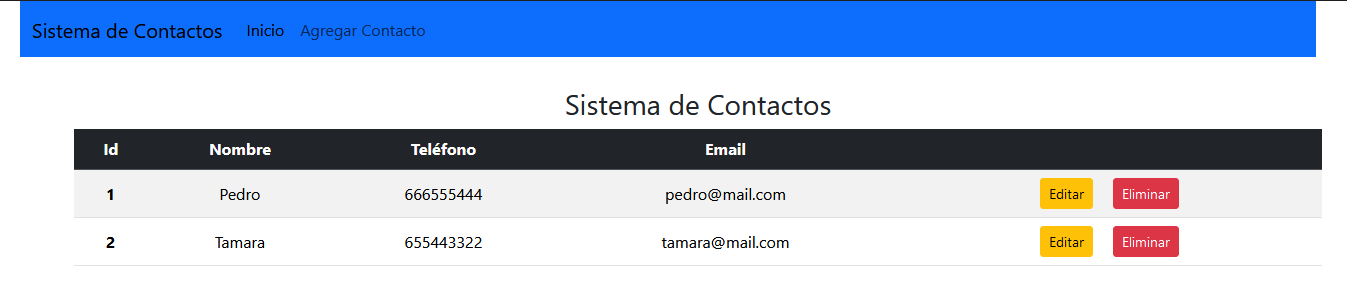 Sistema de Contactos Inicio Agregar Contacto
Sistema de Contactos
Id Nombre Teléfono Email
1 Pedro 666555444 pedro@mail.com Editar Eliminar
2 Tamara 655443322 tamara@mail.com Editar Eliminar